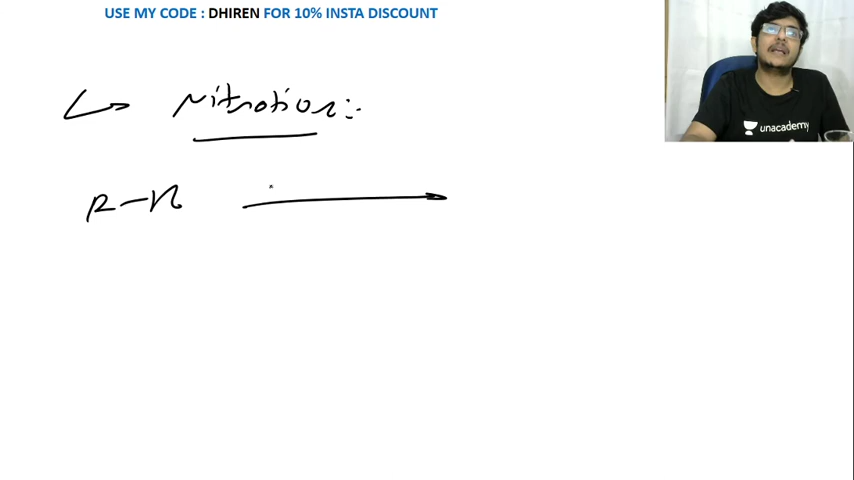 USE MY CODE : DHIREN FOR 10% INSTA DISCOUNT
Nitration :-
R-H
unacademy